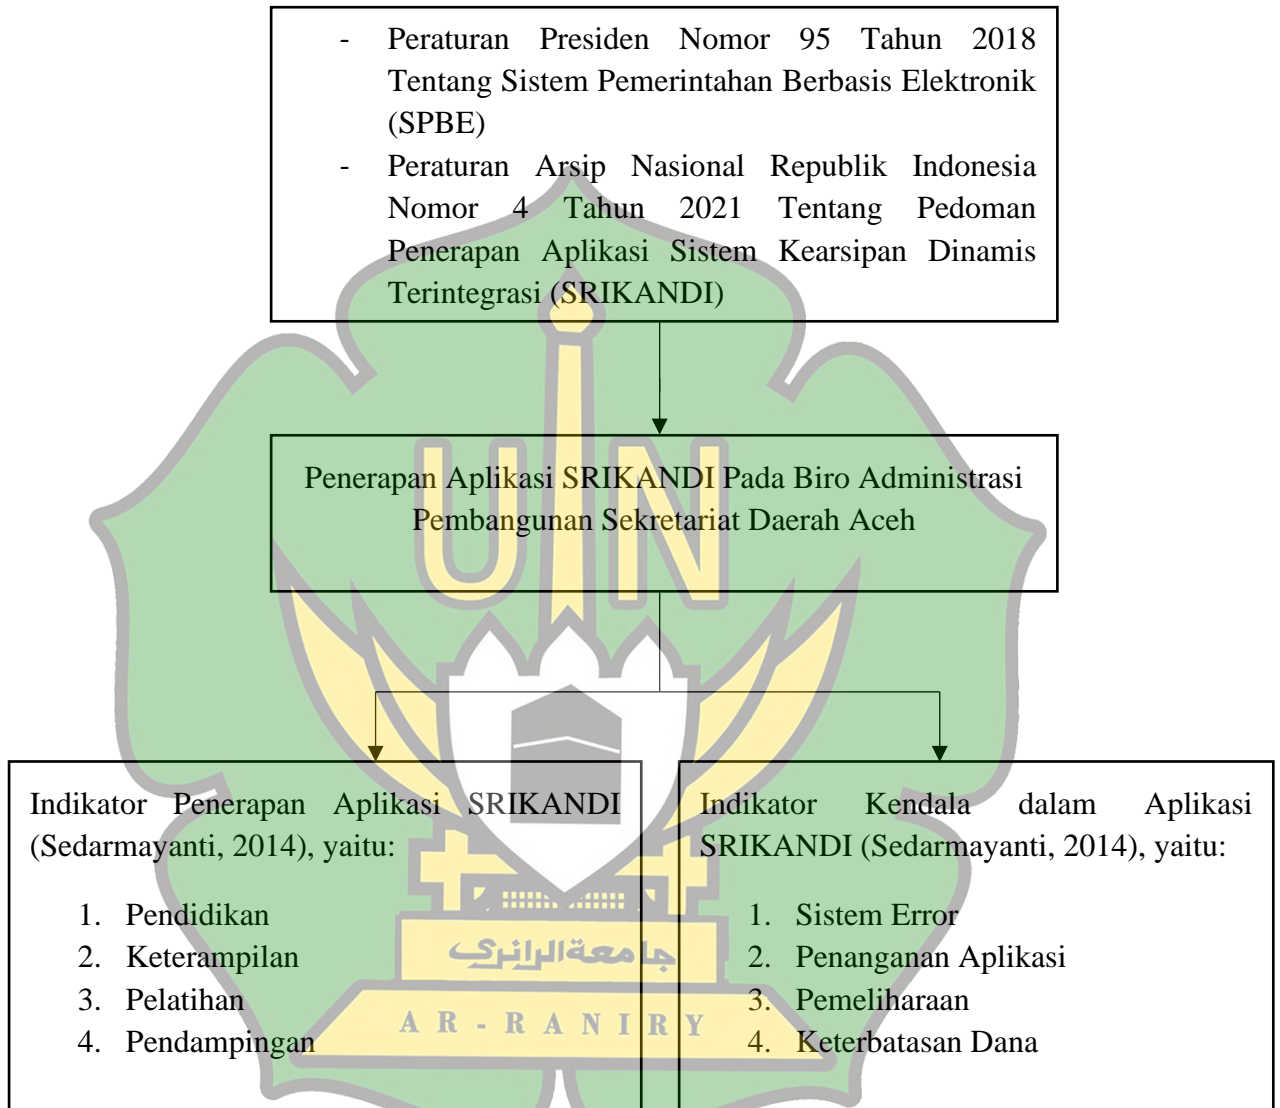 - Peraturan Presiden Nomor 95 Tahun 2018
Tentang Sistem Pemerintahan Berbasis Elektronik
(SPBE)
- Peraturan Arsip Nasional Republik Indonesia
Nomor 4 Tahun 2021 Tentang Pedoman
Penerapan Aplikasi Sistem Kearsipan Dinamis
Terintegrasi (SRIKANDI)
Penerapan Aplikasi SRIKANDI Pada Biro Administrasi
Pembangunan Sekretariat Daerah Aceh
UIN
Indikator Penerapan Aplikasi SRIKANDI
(Sedarmayanti, 2014), yaitu:
1. Pendidikan
2. Keterampilan
3. Pelatihan
4. Pendampingan
Indikator Kendala dalam Aplikasi
SRIKANDI (Sedarmayanti, 2014), yaitu:
1. Sistem Error
2. Penanganan Aplikasi
3. Pemeliharaan
4. Keterbatasan Dana
جامعة الرانري
AR-RANIRY